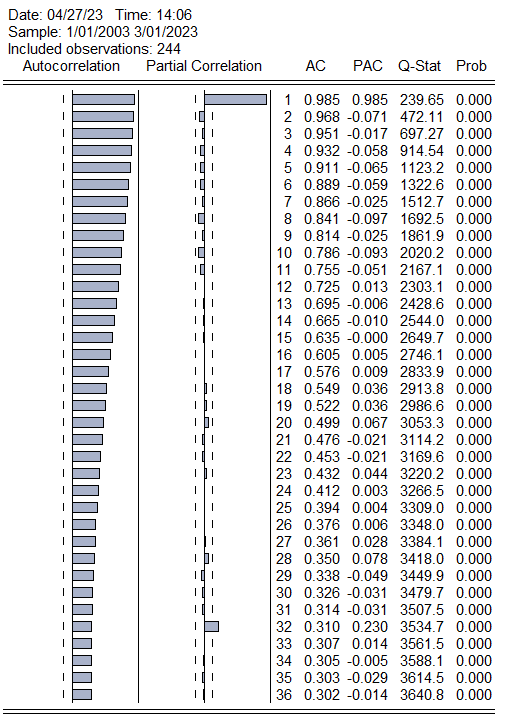 Date: 04/27/23 Time: 14:06
Sample: 1/01/2003 3/01/2023
Included observations: 244
Autocorrelation Partial Correlation AC PAC Q-Stat Prob
1 0.985 0.985 239.65 0.000
2 0.968 -0.071 472.11 0.000
3 0.951 -0.017 697.27 0.000
4 0.932 -0.058 914.54 0.000
5 0.911 -0.065 1123.2 0.000
6 0.889 -0.059 1322.6 0.000
7 0.866 -0.025 1512.7 0.000
8 0.841 -0.097 1692.5 0.000
9 0.814 -0.025 1861.9 0.000
10 0.786 -0.093 2020.2 0.000
11 0.755 -0.051 2167.1 0.000
12 0.725 0.013 2303.1 0.000
13 0.695 -0.006 2428.6 0.000
14 0.665 -0.010 2544.0 0.000
15 0.635 -0.000 2649.7 0.000
16 0.605 0.005 2746.1 0.000
17 0.576 0.009 2833.9 0.000
18 0.549 0.036 2913.8 0.000
19 0.522 0.036 2986.6 0.000
20 0.499 0.067 3053.3 0.000
21 0.476 -0.021 3114.2 0.000
22 0.453 -0.021 3169.6 0.000
23 0.432 0.044 3220.2 0.000
24 0.412 0.003 3266.5 0.000
25 0.394 0.004 3309.0 0.000
26 0.376 0.006 3348.0 0.000
27 0.361 0.028 3384.1 0.000
28 0.350 0.078 3418.0 0.000
29 0.338 -0.049 3449.9 0.000
30 0.326 -0.031 3479.7 0.000
31 0.314 -0.031 3507.5 0.000
32 0.310 0.230 3534.7 0.000
33 0.307 0.014 3561.5 0.000
34 0.305 -0.005 3588.1 0.000
35 0.303 -0.029 3614.5 0.000
36 0.302 -0.014 3640.8 0.000